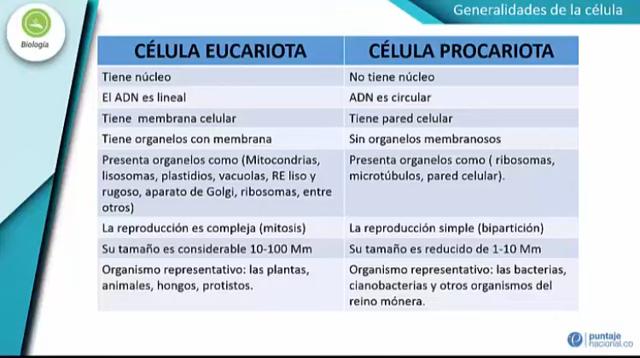 Generalidades de la célula
Biología
CÉLULA EUCARIOTA
CÉLULA PROCARIOTA
Tiene núcleo
No tiene núcleo
El ADN es lineal
ADN es circular
Tiene membrana celular
Tiene pared celular
Tiene organelos con membrana
Sin organelos membranosos
Presenta organelos como (Mitocondrias,
lisosomas, plastidios, vacuolas, RE liso y
rugoso, aparato de Golgi, ribosomas, entre
otros)
Presenta organelos como ( ribosomas,
microtúbulos, pared celular).
La reproducción es compleja (mitosis)
La reproducción simple (bipartición)
Su tamaño es considerable 10-100 Mm
Su tamaño es reducido de 1-10 Mm
Organismo representativo: las plantas,
animales, hongos, protistos.
Organismo representativo: las bacterias,
cianobacterias y otros organismos del
reino mónera.
puntaje
nacional.co